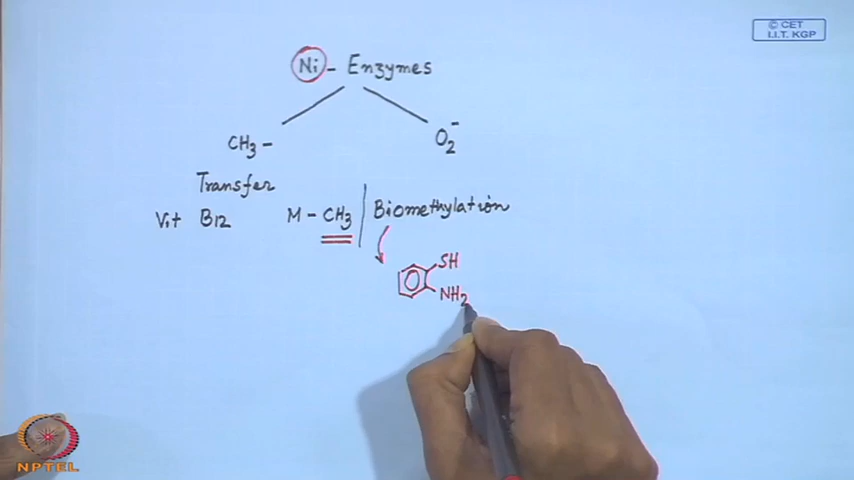 © CET
I.I.T. KGP
Ni - Enzymes
CH3 - O2-
Transfer
Vit B12 M - CH3 | Biomethylation
SH
NH2
NPTEL